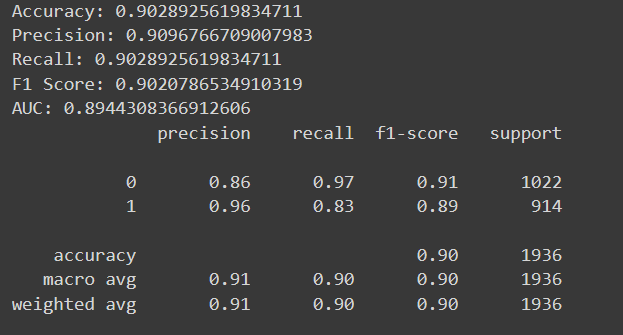 Accuracy: 0.9028925619834711
Precision: 0.9096766709007983
Recall: 0.9028925619834711
F1 Score: 0.9020786534910319
AUC: 0.8944308366912606
precision recall f1-score support
0 0.86 0.97 0.91 1022
1 0.96 0.83 0.89 914
accuracy 0.90 1936
macro avg 0.91 0.90 0.90 1936
weighted avg 0.91 0.90 0.90 1936